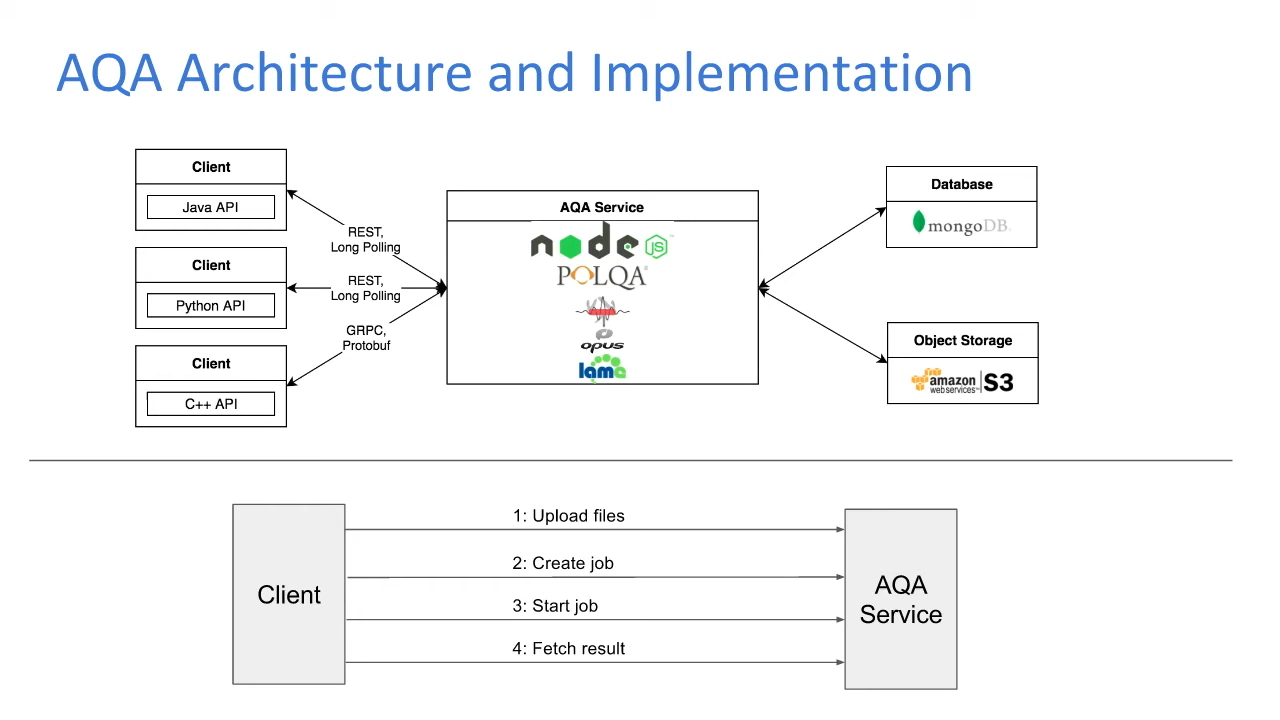 AQA Architecture and Implementation
Client
Java API
Client
Python API
Client
C++ API
REST,
Long Polling
REST,
Long Polling
GRPC,
Protobuf
AQA Service
node
JS
POLQA
opus
lama
Database
mongoDB
Object Storage
amazon
webservices
S3
Client
1: Upload files
2: Create job
3: Start job
4: Fetch result
AQA
Service